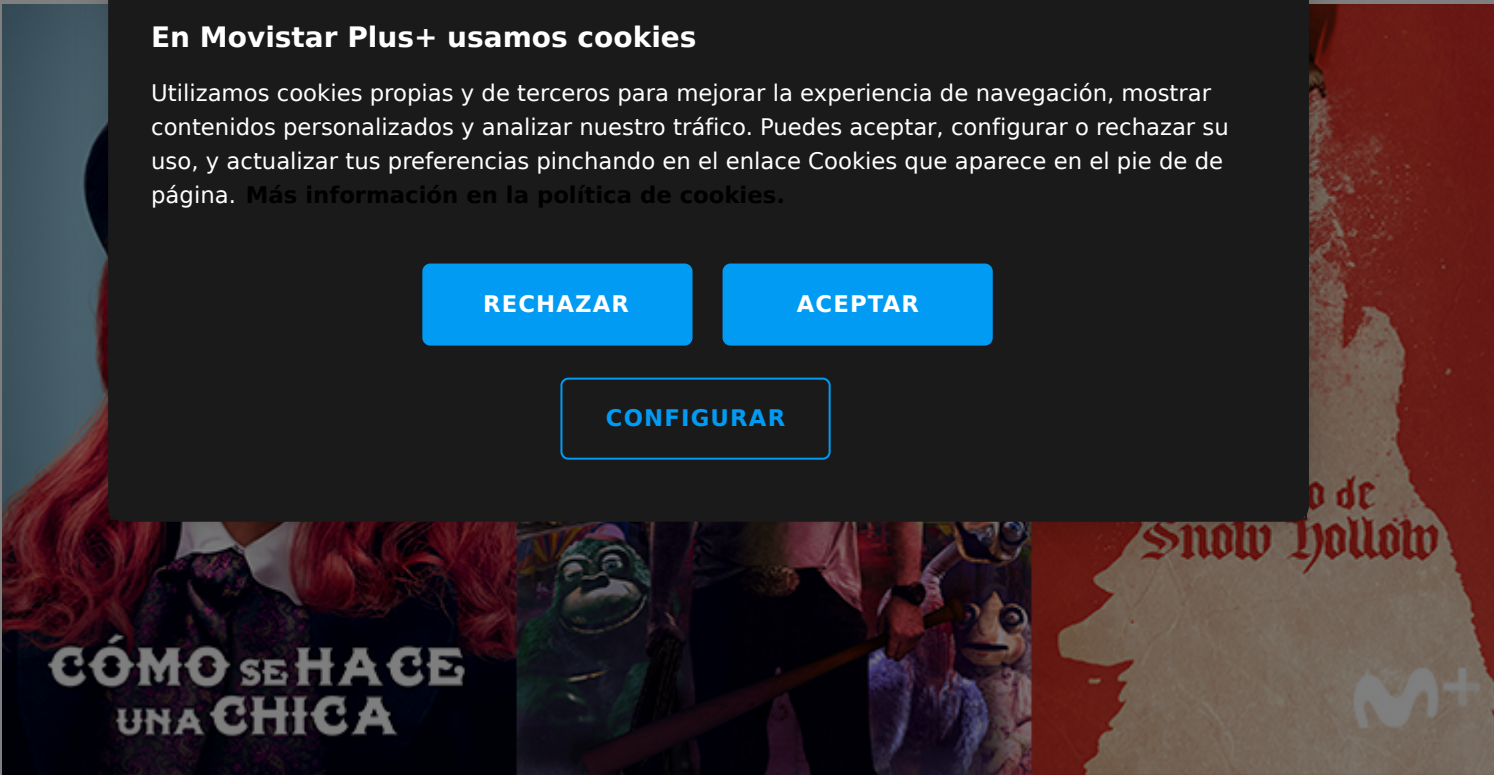 En Movistar Plus+ usamos cookies
Utilizamos cookies propias y de terceros para mejorar la experiencia de navegación, mostrar
contenidos personalizados y analizar nuestro tráfico. Puedes aceptar, configurar o rechazar su
uso, y actualizar tus preferencias pinchando en el enlace Cookies que aparece en el pie de de
página. Más información en la política de cookies.
RECHAZAR
ACEPTAR
CONFIGURAR
de
Snow Hollow
CÓMO SE HACE
UNA CHICA
M+